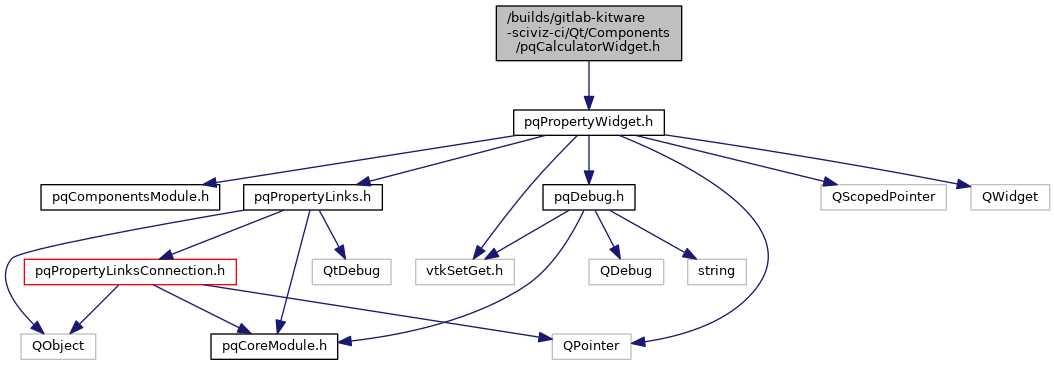 /builds/gitlab-kitware
-sciviz-ci/Qt/Components
/pqCalculatorWidget.h
pqPropertyWidget.h
pqComponentsModule.h
pqPropertyLinks.h
pqDebug.h
QScopedPointer
QWidget
pqPropertyLinksConnection.h
QtDebug
vtkSetGet.h
QDebug
string
QObject
pqCoreModule.h
QPointer